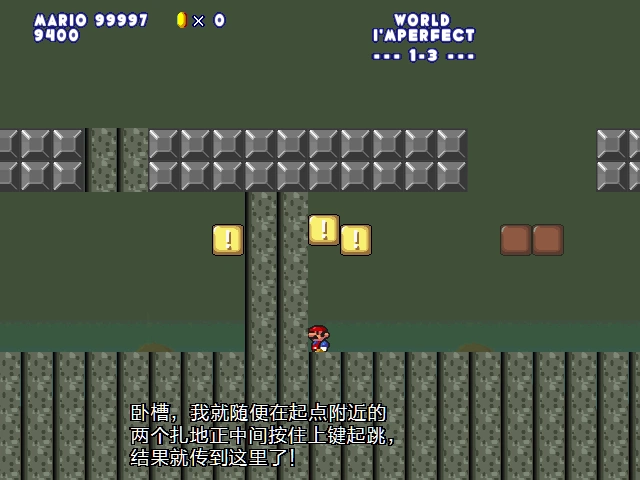 MARIO 99997 × 0
9400
WORLD
I'MPERFECT
--- 1-3 ---
!
!
!
卧槽，我就随便在起点附近的
两个扎地正中间按住上键起跳，
结果就传到这里了！